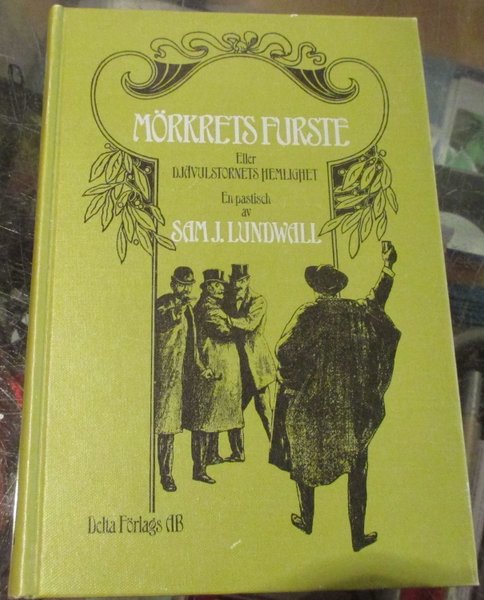 MÖRKRETS FURSTE
Eller
DJÄVULSTORNETS HEMLIGHET
En pastisch
av
SAM J. LUNDWALL
Delta Förlags AB